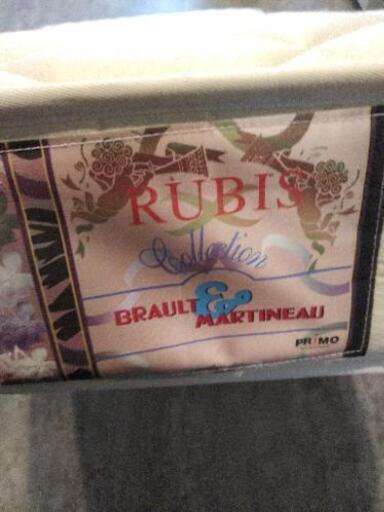 RUBIS
Collection
BRAULT &
MARTINEAU
PRIMO